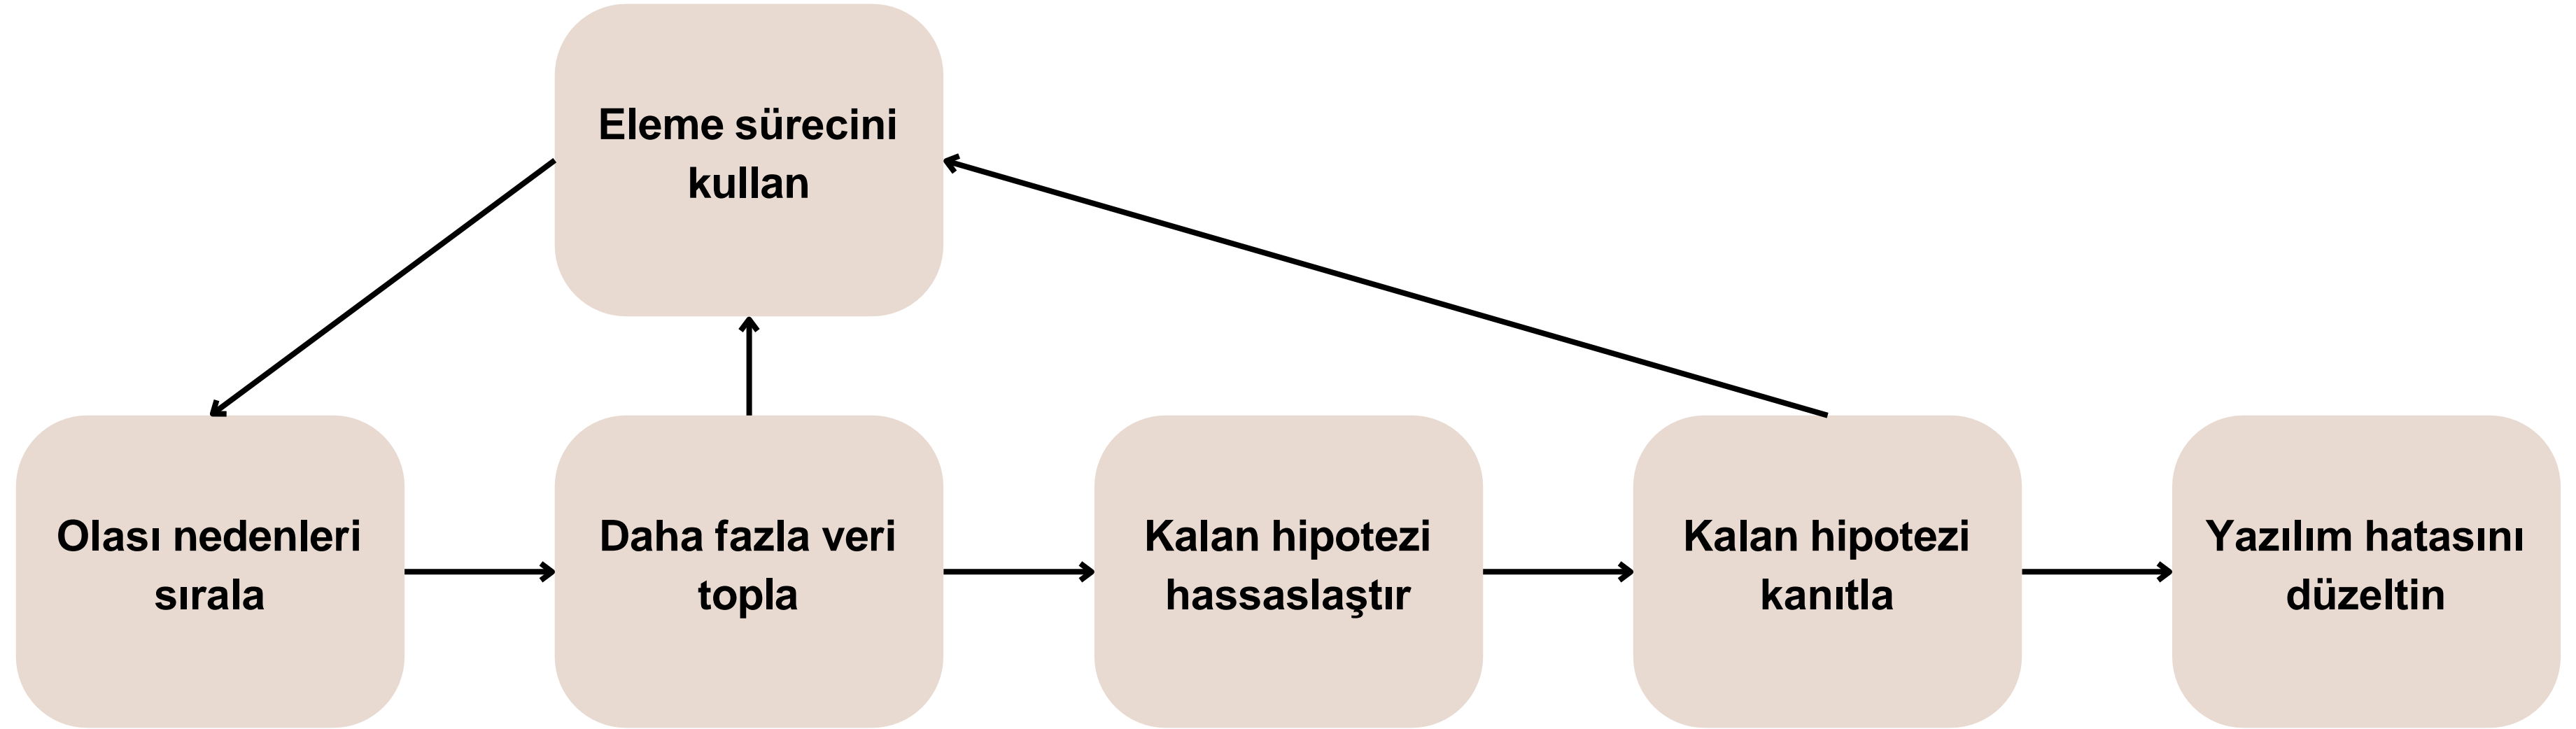 Eleme sürecini
kullan
Olası nedenleri
sırala
Daha fazla veri
topla
Kalan hipotezi
hassaslaştır
Kalan hipotezi
kanıtla
Yazılım hatasını
düzeltin